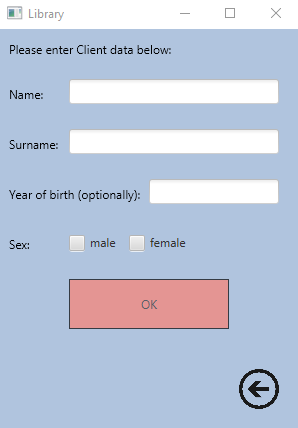 Library
Please enter Client data below:
Name:
Surname:
Year of birth (optionally):
Sex: male female
OK